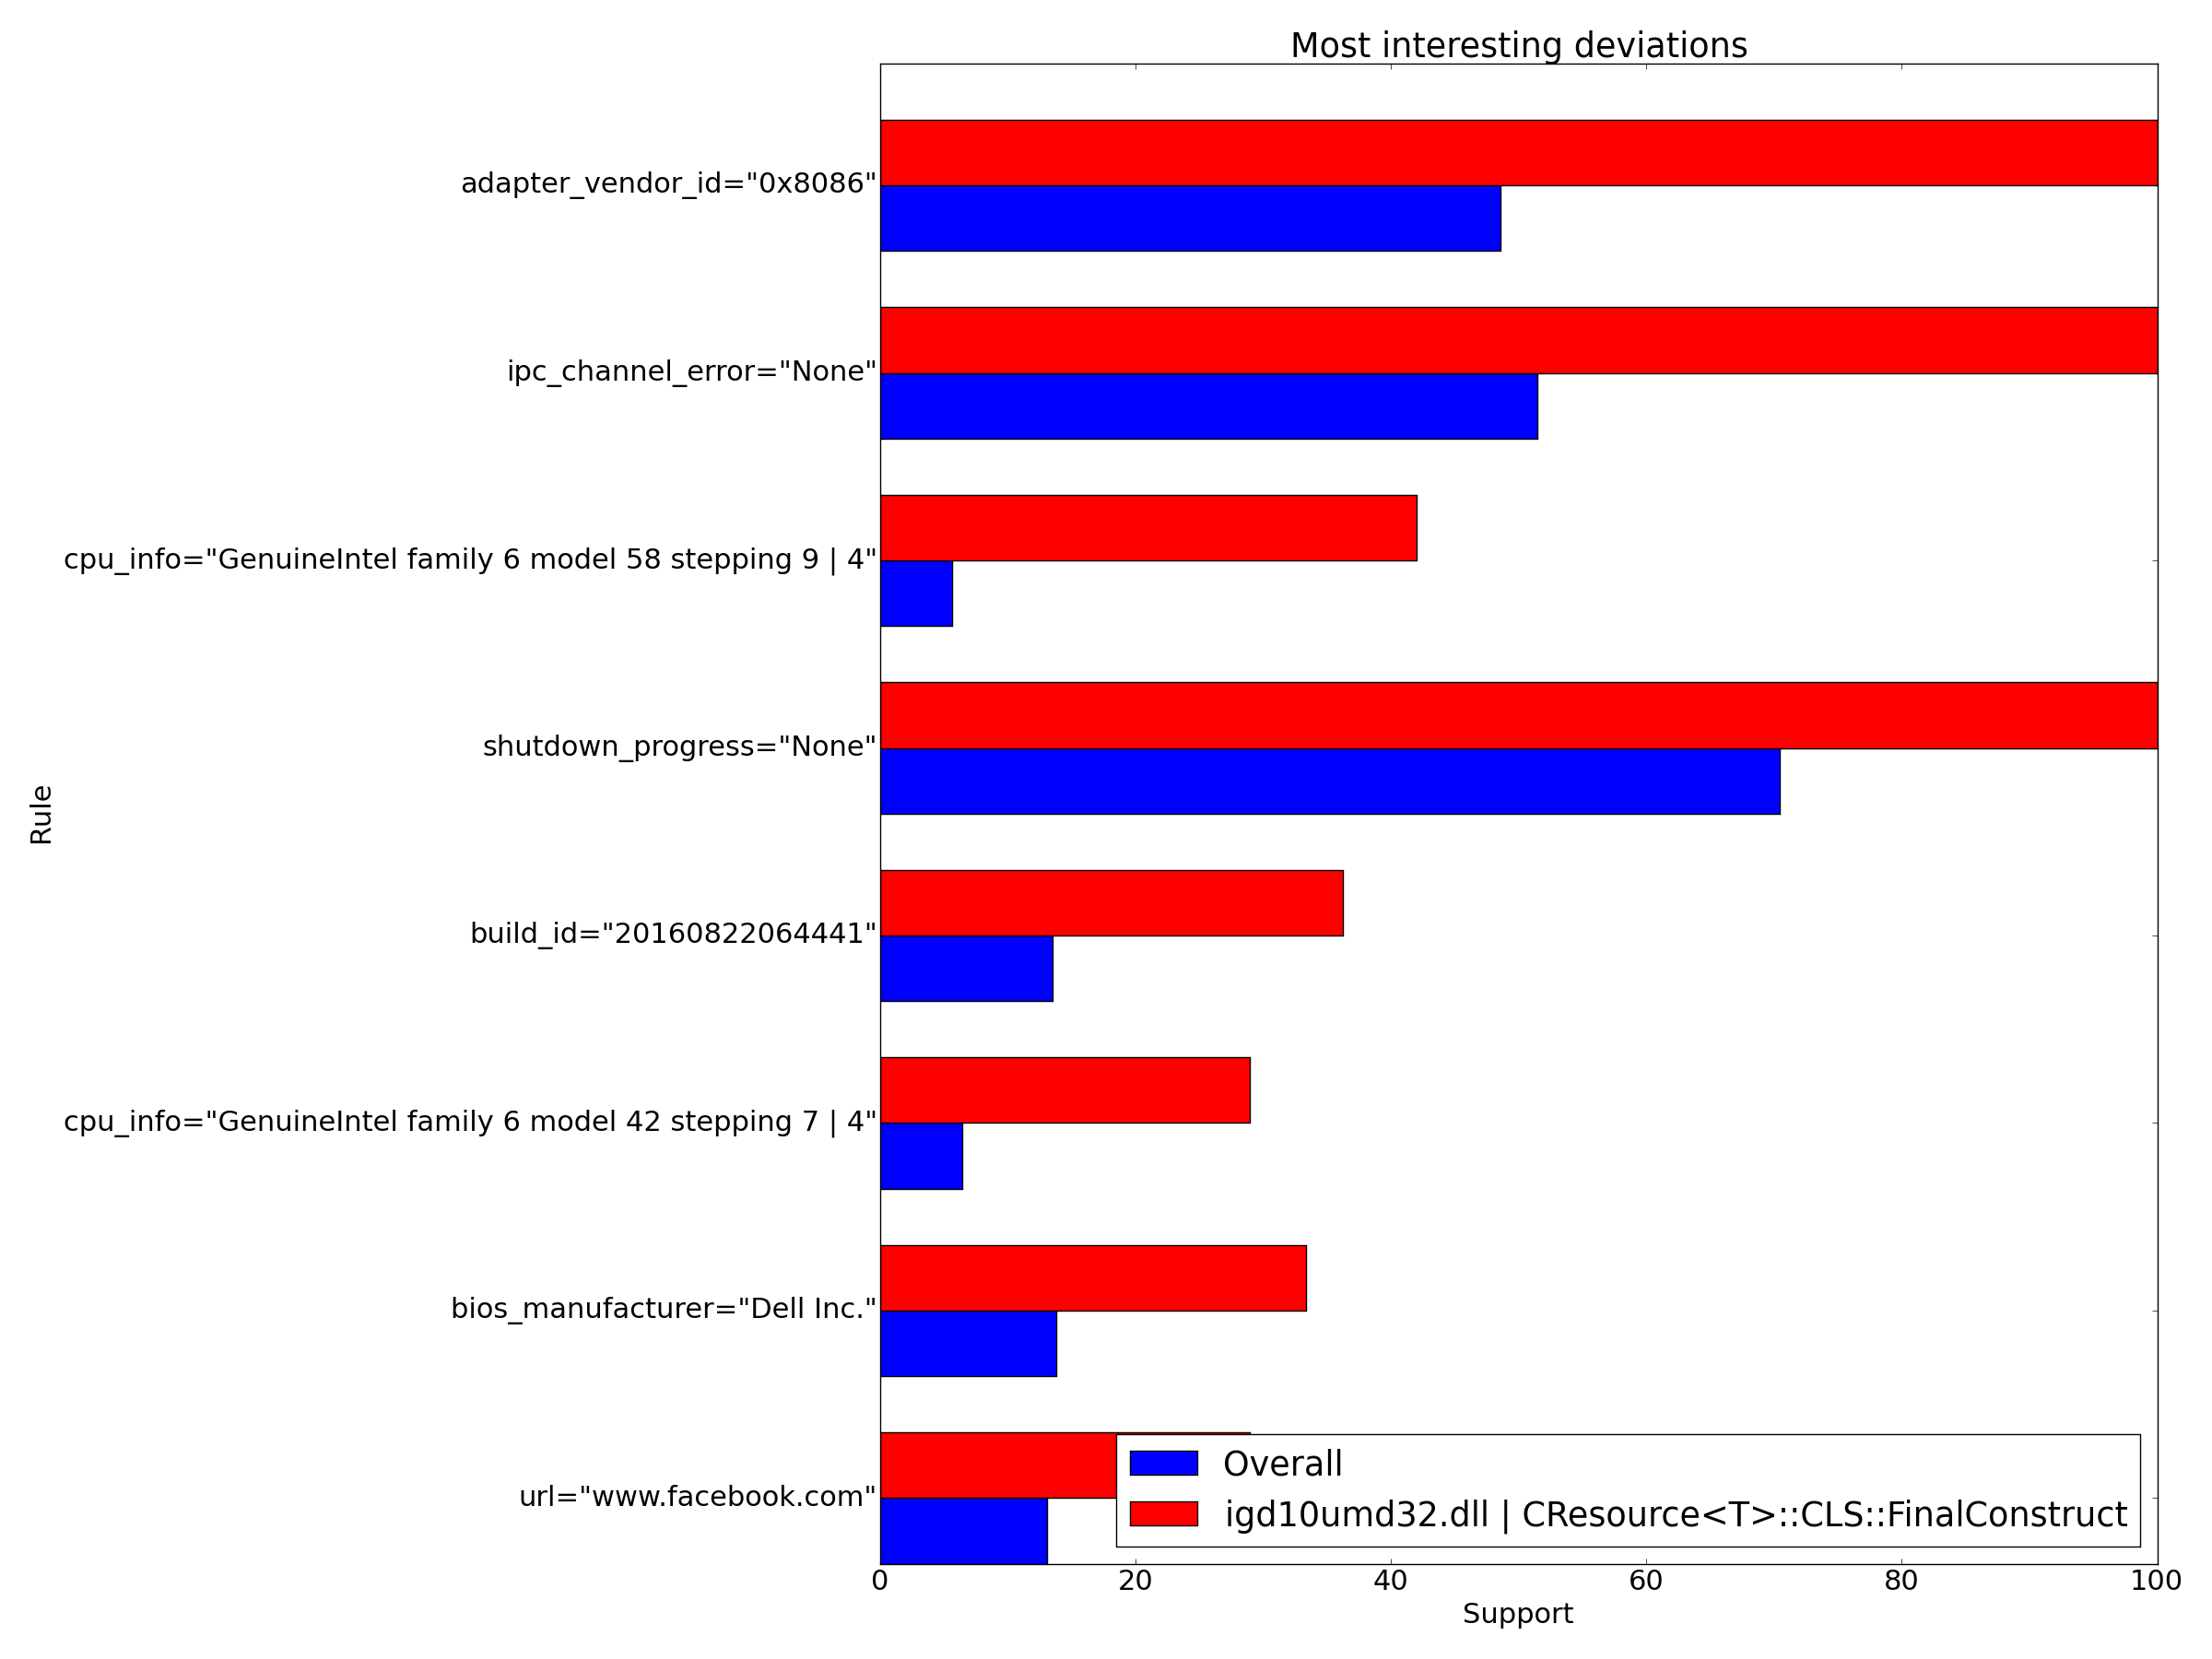 Most interesting deviations
adapter_vendor_id="0x8086"
ipc_channel_error="None"
cpu_info="GenuineIntel family 6 model 58 stepping 9 | 4"
shutdown_progress="None"
Rule
build_id="20160822064441"
cpu_info="GenuineIntel family 6 model 42 stepping 7 | 4"
bios_manufacturer="Dell Inc."
url="www.facebook.com"
Overall
igd10umd32.dll | CResource<T>::CLS::FinalConstruct
0 20 40 60 80 100
Support